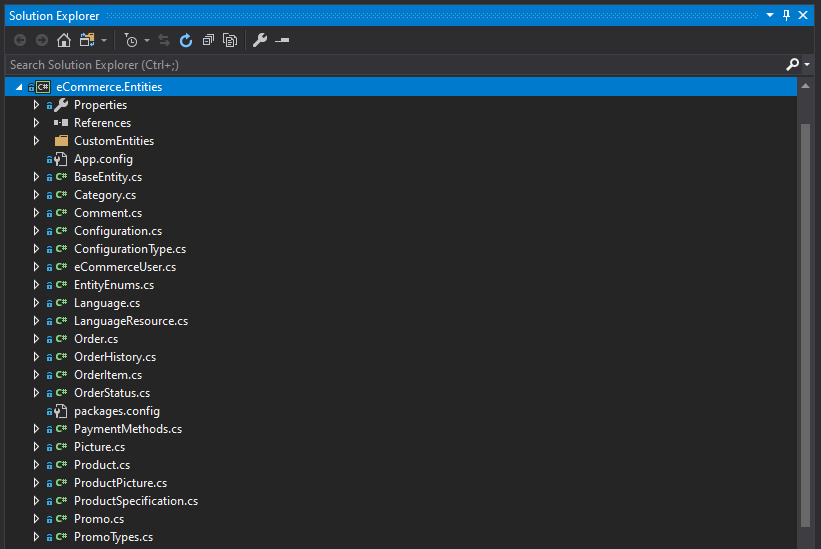 Solution Explorer
Search Solution Explorer (Ctrl+;)
C# eCommerce.Entities
Properties
References
CustomEntities
App.config
C# BaseEntity.cs
C# Category.cs
C# Comment.cs
C# Configuration.cs
C# ConfigurationType.cs
C# eCommerceUser.cs
C# EntityEnums.cs
C# Language.cs
C# LanguageResource.cs
C# Order.cs
C# OrderHistory.cs
C# OrderItem.cs
C# OrderStatus.cs
packages.config
C# PaymentMethods.cs
C# Picture.cs
C# Product.cs
C# ProductPicture.cs
C# ProductSpecification.cs
C# Promo.cs
C# PromoTypes.cs